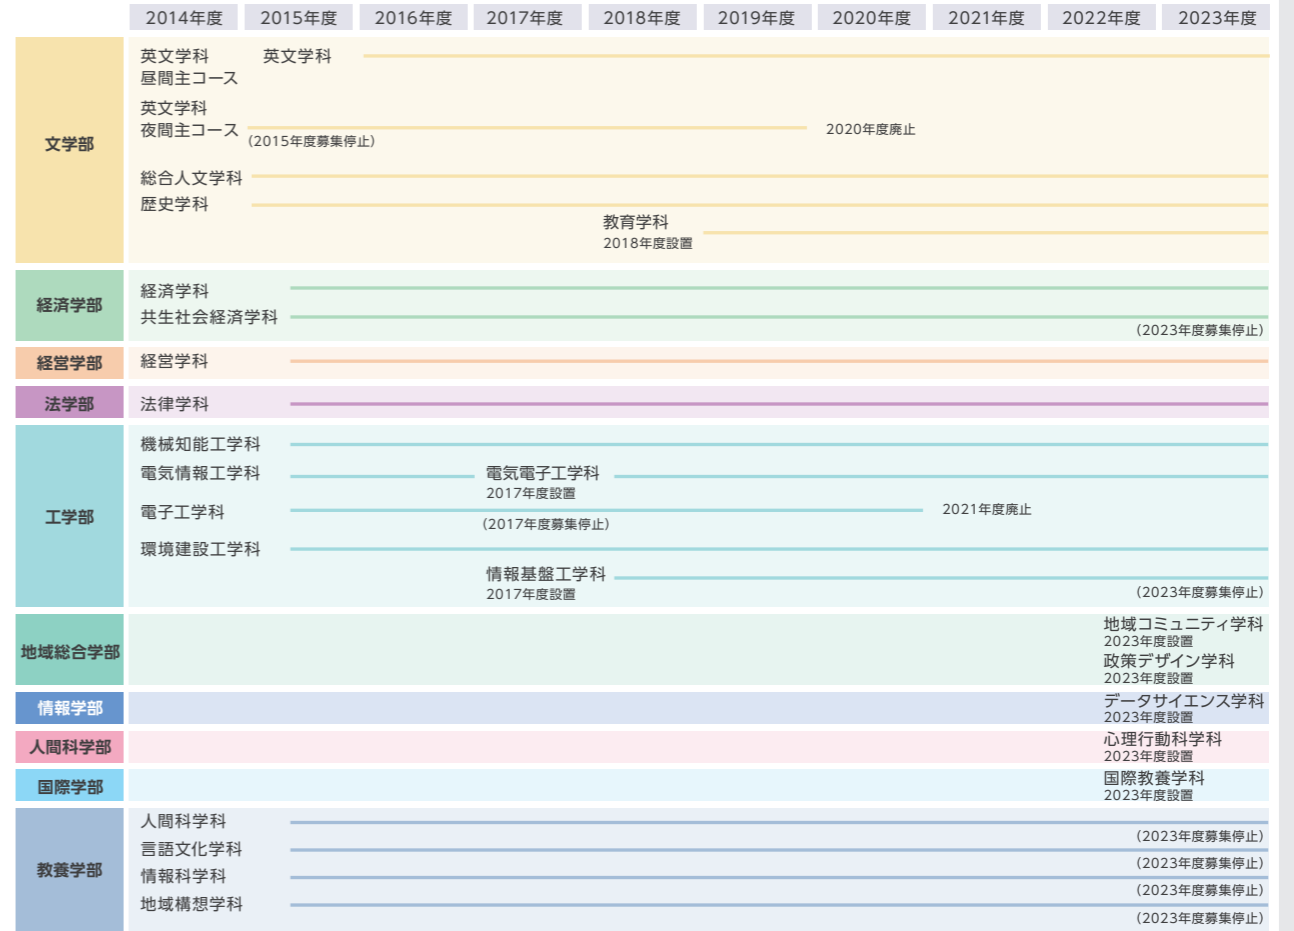 2014年度 2015年度 2016年度 2017年度 2018年度 2019年度 2020年度 2021年度 2022年度 2023年度
文学部
英文学科 英文学科
昼間主コース
英文学科
夜間主コース 2020年度廃止
(2015年度募集停止)
総合人文学科
歴史学科
教育学科
2018年度設置
経済学部
経済学科
共生社会経済学科
(2023年度募集停止)
経営学部 経営学科
法学部 法律学科
工学部
機械知能工学科
電気情報工学科 電気電子工学科
2017年度設置
電子工学科 2021年度廃止
(2017年度募集停止)
環境建設工学科
情報基盤工学科
2017年度設置 (2023年度募集停止)
地域総合学部
地域コミュニティ学科
2023年度設置
政策デザイン学科
2023年度設置
情報学部 データサイエンス学科
2023年度設置
人間科学部 心理行動科学科
2023年度設置
国際学部 国際教養学科
2023年度設置
教養学部
人間科学科
(2023年度募集停止)
言語文化学科
(2023年度募集停止)
情報科学科
(2023年度募集停止)
地域構想学科
(2023年度募集停止)